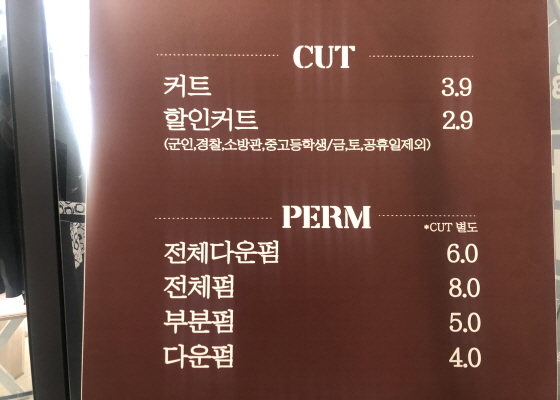 CUT
커트 3.9
할인커트 2.9
(군인,경찰,소방관,중고등학생/금,토,공휴일제외)
PERM
*CUT 별도
전체다운펌 6.0
전체펌 8.0
부분펌 5.0
다운펌 4.0